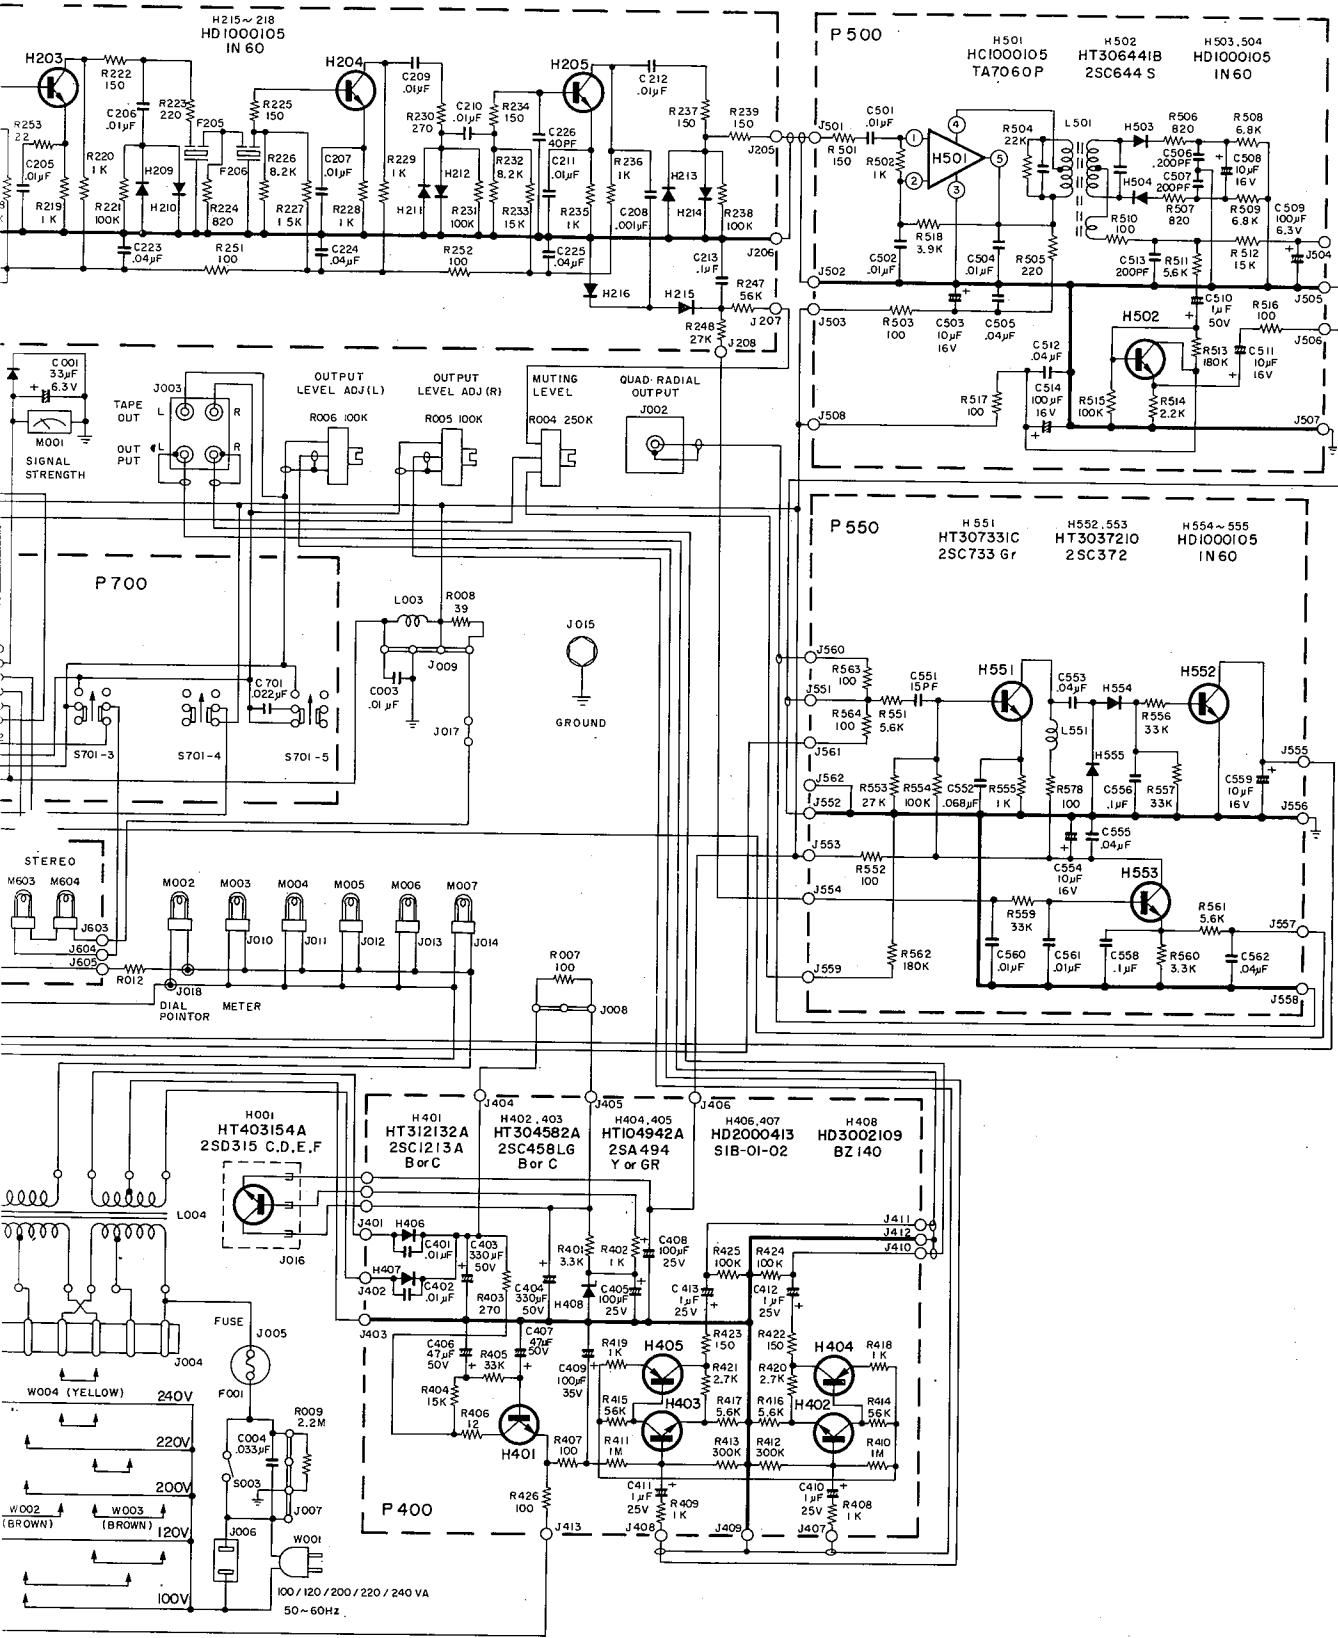 H215~218
HD1000105
IN 60
H203
R222
150
C206
.01µF
R223
220
F205
F206
R225
150
H204
C209
.01µF
R230
270
C210
.01µF
R234
150
H205
C226
40PF
C212
.01µF
R237
150
R239
150
J205
R253
22
C205
.01µF
R220
1 K
H209
H210
R226
8.2K
C207
.01µF
R229
1 K
H212
H211
R232
8.2K
C211
.01µF
R236
1K
H213
H214
R219
1 K
R221
100K
R224
820
R227
1.5K
R228
1 K
R231
100K
R233
15K
R235
1K
C208
.001µF
R238
100K
C223
.04µF
R251
100
C224
.04µF
R252
100
C225
.04µF
C213
.1µF
J206
H216
H215
R247
56K
J207
R248
27K
J208
P500
H501
HC1000105
TA7060P
H502
HT306441B
2SC644 S
H503,504
HD1000105
IN60
J501
C501
.01µF
R501
150
R502
1K
1
2
3
4
5
H501
R504
22K
L501
H503
H504
R506
820
C506
200PF
C507
200PF
R507
820
R508
6.8K
C508
10µF
16V
R509
6.8K
C509
100µF
6.3V
R518
3.9K
C502
.01µF
C504
.01µF
R505
220
R510
100
C513
200PF
R511
5.6K
R512
15K
J504
J502
J503
R503
100
C503
10µF
16V
C505
.04µF
H502
C510
1µF
50V
R516
100
J505
J506
C512
.04µF
C514
100µF
16V
R513
180K
C511
10µF
16V
R517
100
R515
100K
R514
2.2K
J508
J507
C001
33µF
6.3V
M001
SIGNAL
STRENGTH
J003
TAPE
OUT
L
R
OUT
PUT
L
R
OUTPUT
LEVEL ADJ(L)
R006 100K
OUTPUT
LEVEL ADJ(R)
R005 100K
MUTING
LEVEL
R004 250K
QUAD-RADIAL
OUTPUT
J002
P700
C701
.022µF
S701-3
S701-4
S701-5
L003
R008
39
J009
C003
.01µF
J017
J015
GROUND
P550
H551
HT307331C
2SC733 Gr
H552,553
HT3037210
2SC372
H554~555
HD1000105
IN60
J560
R563
100
J551
R564
100
R551
5.6K
C551
15PF
J561
H551
C553
.04µF
L551
H554
H555
R556
33K
H552
J562
J552
R553
27K
R554
100K
C552
.068µF
R555
1K
R578
100
C556
.1µF
R557
33K
C559
10µF
16V
J555
J556
C555
.04µF
C554
10µF
16V
J553
R552
100
J554
H553
R559
33K
R561
5.6K
J557
R562
180K
C560
.01µF
C561
.01µF
C558
.1µF
R560
3.3K
C562
.04µF
J559
J558
STEREO
M603
M604
J603
J604
J605
R012
M002
M003
M004
M005
M006
M007
J010
J011
J012
J013
J014
J018
DIAL
POINTOR
METER
R007
100
J008
H001
HT403154A
2SD315 C,D,E,F
J016
L004
J004
FUSE
J005
F001
W004 (YELLOW)
240V
220V
200V
W002
(BROWN)
W003
(BROWN)
120V
100V
C004
.033µF
R009
2.2M
S003
J006
J007
W001
100/120/200/220/240 VA
50~60Hz
J404
J405
J406
H401
HT312132A
2SC1213A
B or C
H402,403
HT304582A
2SC458LG
B or C
H404,405
HT104942A
2SA494
Y or GR
H406,407
HD2000413
S1B-01-02
H408
HD3002109
BZ140
J401
H406
C401
.01µF
C403
330µF
50V
H407
J402
C402
.01µF
R403
270
C404
330µF
50V
R401
3.3K
R402
1K
C408
100µF
25V
H408
C405
100µF
25V
R425
100K
R424
100K
C413
1µF
25V
C412
1µF
25V
J411
J412
J410
J403
C406
47µF
50V
R405
33K
C407
47µF
50V
C409
100µF
35V
R419
1K
H405
R423
150
R422
150
H404
R418
1K
R421
2.7K
R420
2.7K
R404
15K
R406
12
H401
R407
100
R415
56K
H403
R417
5.6K
R416
5.6K
H402
R414
56K
R411
1M
R413
300K
R412
300K
R410
1M
R426
100
C411
1µF
25V
R409
1K
C410
1µF
25V
R408
1K
P400
J413
J408
J409
J407